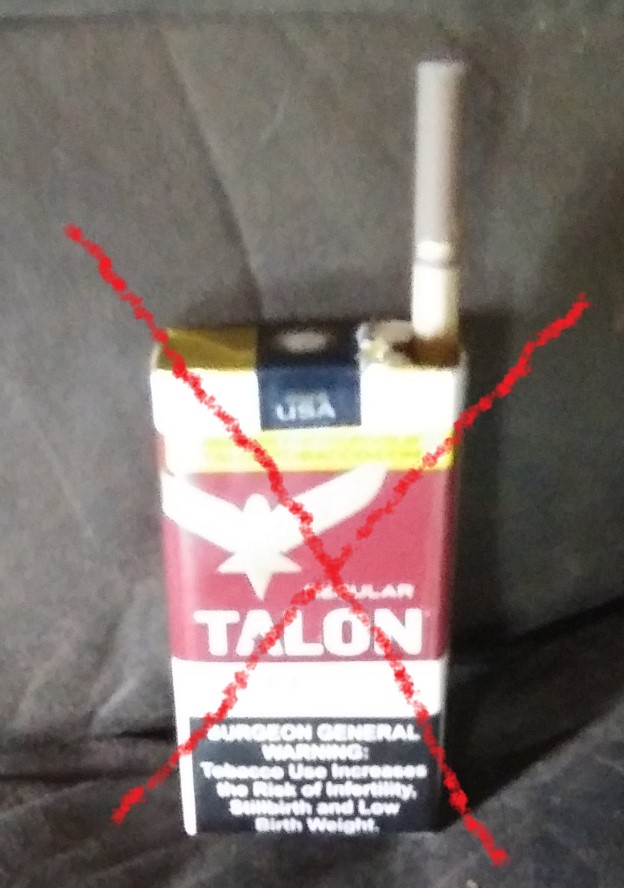 USA
REGULAR
TALON
SURGEON GENERAL
WARNING:
Tobacco Use Increases
the Risk of Infertility,
Stillbirth and Low
Birth Weight.